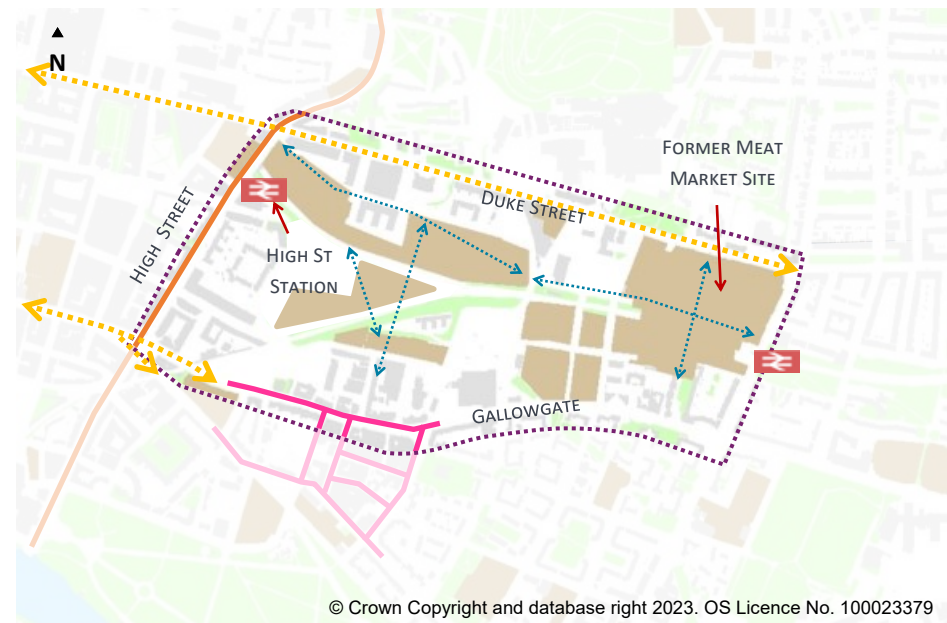 N
FORMER MEAT
MARKET SITE
DUKE STREET
HIGH STREET
HIGH ST
STATION
GALLOWGATE
© Crown Copyright and database right 2023. OS Licence No. 100023379